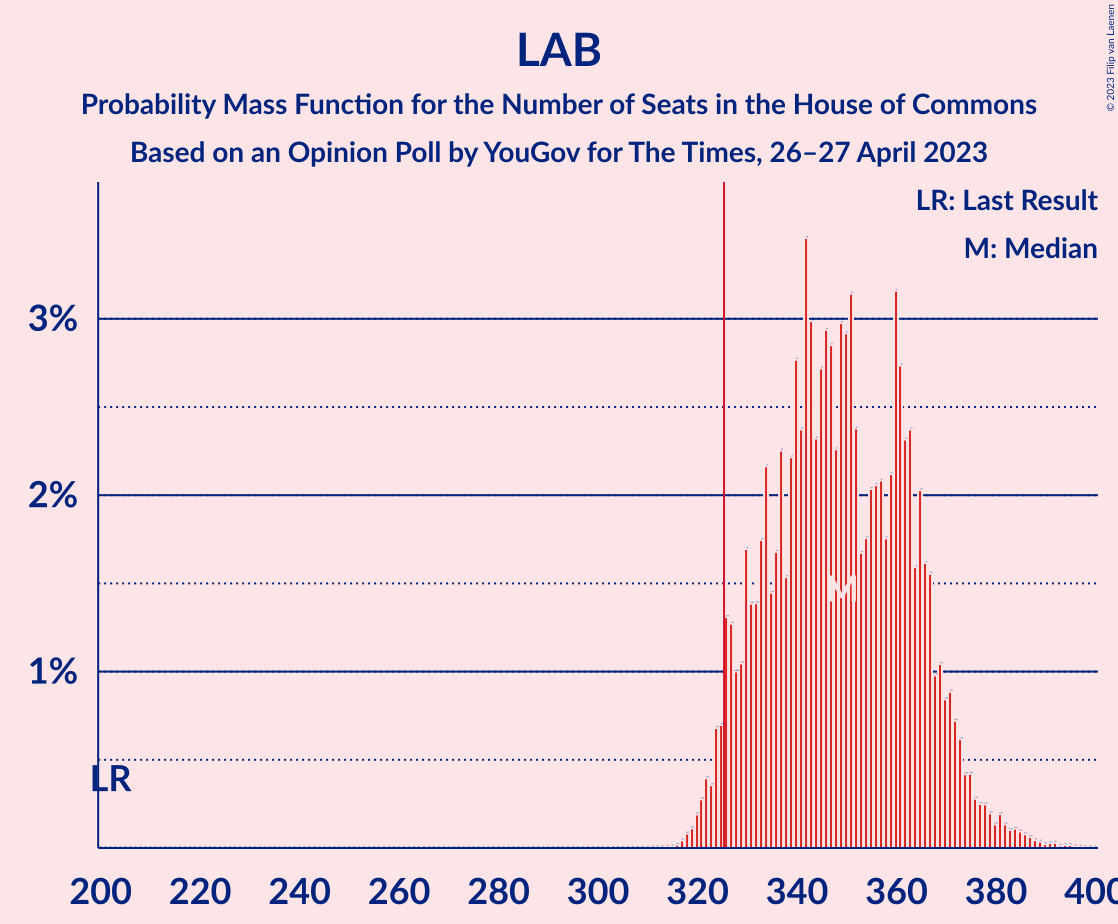 LAB
Probability Mass Function for the Number of Seats in the House of Commons
Based on an Opinion Poll by YouGov for The Times, 26–27 April 2023
© 2023 Filip van Laenen
LR: Last Result
M: Median
3%
2%
1%
M
LR
200 220 240 260 280 300 320 340 360 380 400